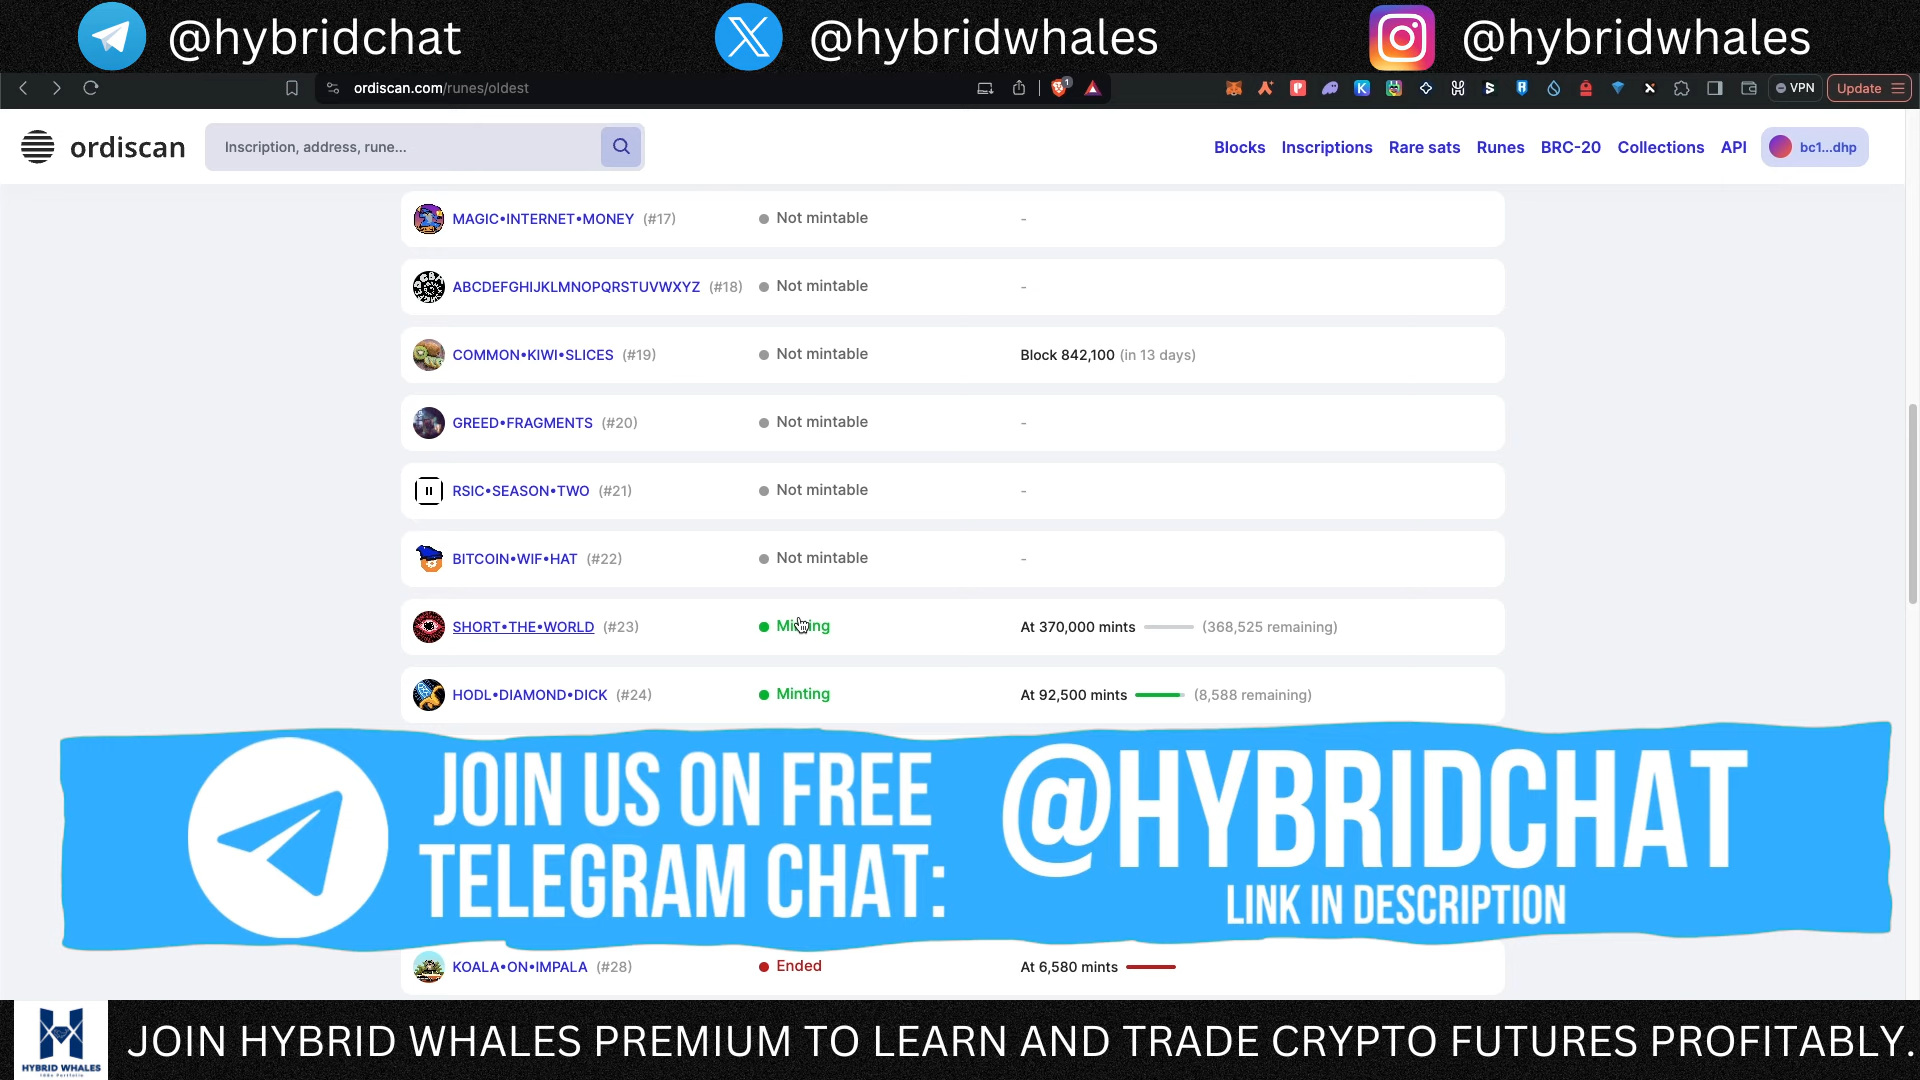 @hybridchat
@hybridwhales
@hybridwhales
ordiscan.com/runes/oldest
1
VPN
Update
ordiscan
Inscription, address, rune...
Blocks Inscriptions Rare sats Runes BRC-20 Collections API bc1...dhp
MAGIC•INTERNET•MONEY (#17) Not mintable -
ABCDEFGHIJKLMNOPQRSTUVWXYZ (#18) Not mintable -
COMMON•KIWI•SLICES (#19) Not mintable Block 842,100 (in 13 days)
GREED•FRAGMENTS (#20) Not mintable -
RSIC•SEASON•TWO (#21) Not mintable -
BITCOIN•WIF•HAT (#22) Not mintable -
SHORT•THE•WORLD (#23) Minting At 370,000 mints (368,525 remaining)
HODL•DIAMOND•DICK (#24) Minting At 92,500 mints (8,588 remaining)
JOIN US ON FREE
TELEGRAM CHAT:
@HYBRIDCHAT
LINK IN DESCRIPTION
KOALA•ON•IMPALA (#28) Ended At 6,580 mints
HYBRID WHALES
JOIN HYBRID WHALES PREMIUM TO LEARN AND TRADE CRYPTO FUTURES PROFITABLY.